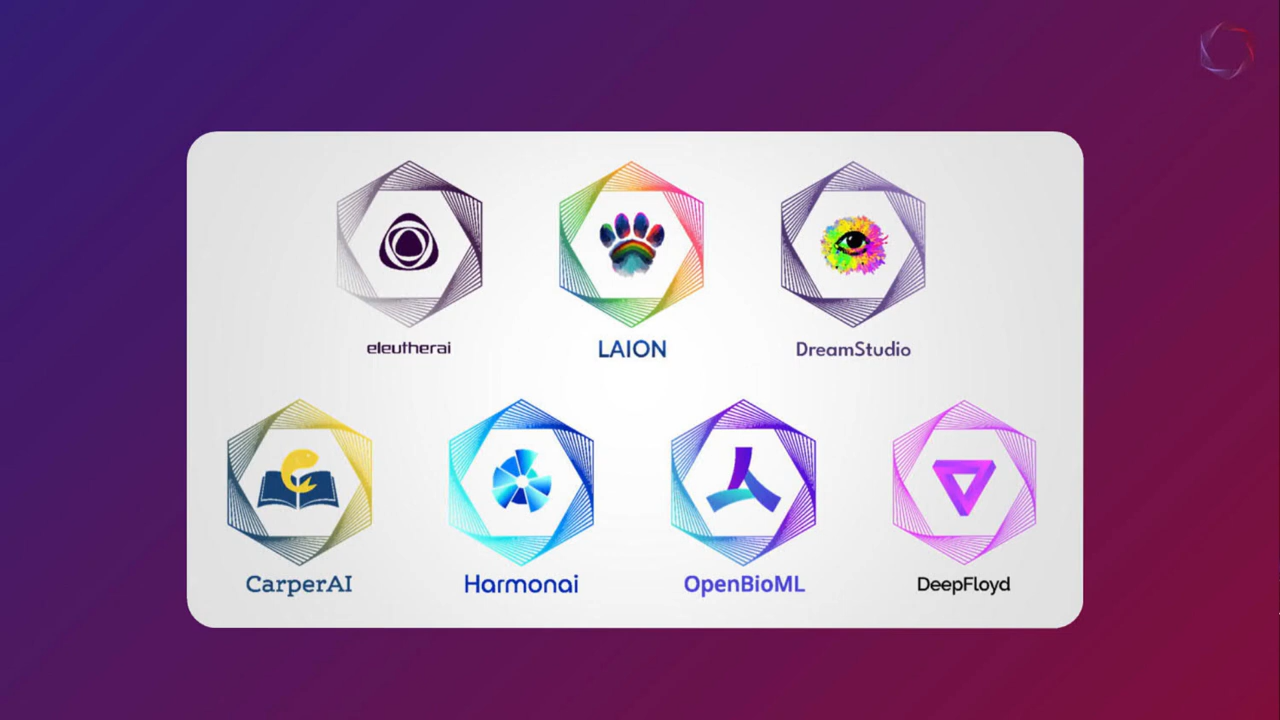 eleutherai
LAION
DreamStudio
CarperAI
Harmonai
OpenBioML
DeepFloyd